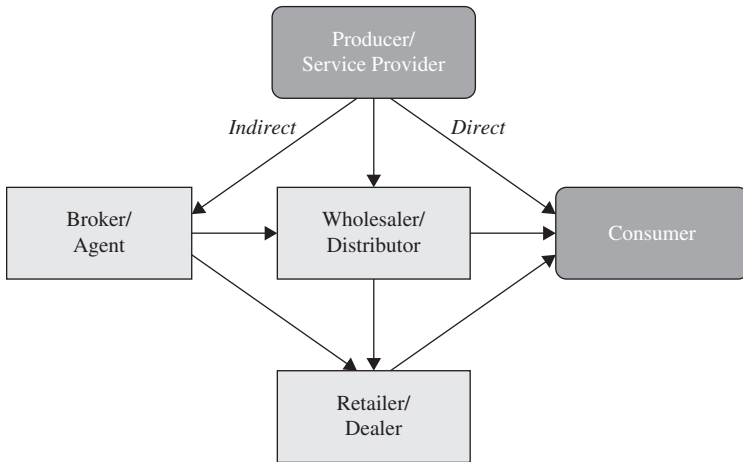 Producer/
Service Provider
Indirect
Direct
Broker/
Agent
Wholesaler/
Distributor
Consumer
Retailer/
Dealer